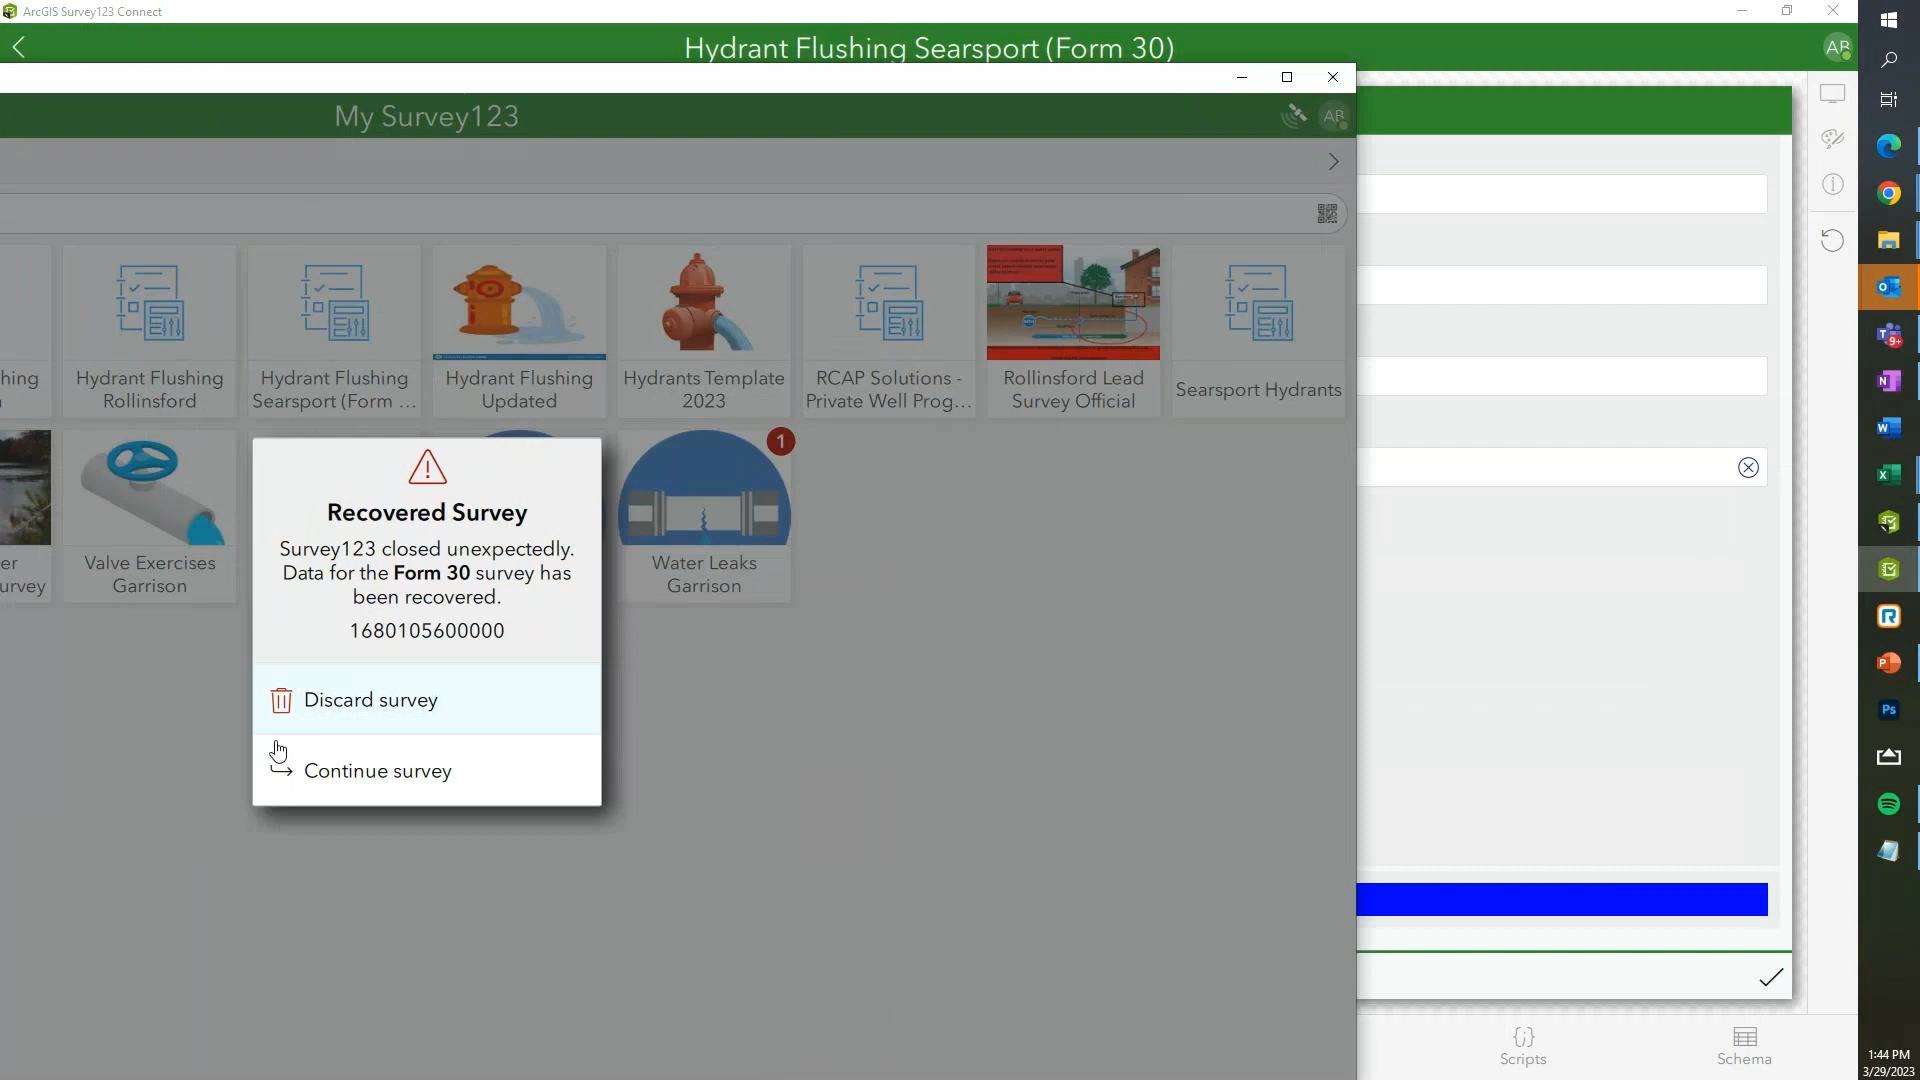 ArcGIS Survey123 Connect
Hydrant Flushing Searsport (Form 30)
AB
My Survey123
AB
hing
Hydrant Flushing
Rollinsford
Hydrant Flushing
Searsport (Form ...
Hydrant Flushing
Updated
Hydrants Template
2023
RCAP Solutions -
Private Well Prog...
Rollinsford Lead
Survey Official
Searsport Hydrants
er
urvey
Valve Exercises
Garrison
1
Water Leaks
Garrison
Recovered Survey
Survey123 closed unexpectedly.
Data for the Form 30 survey has
been recovered.
1680105600000
Discard survey
Continue survey
Scripts
Schema
9+
1:44 PM
3/29/2023